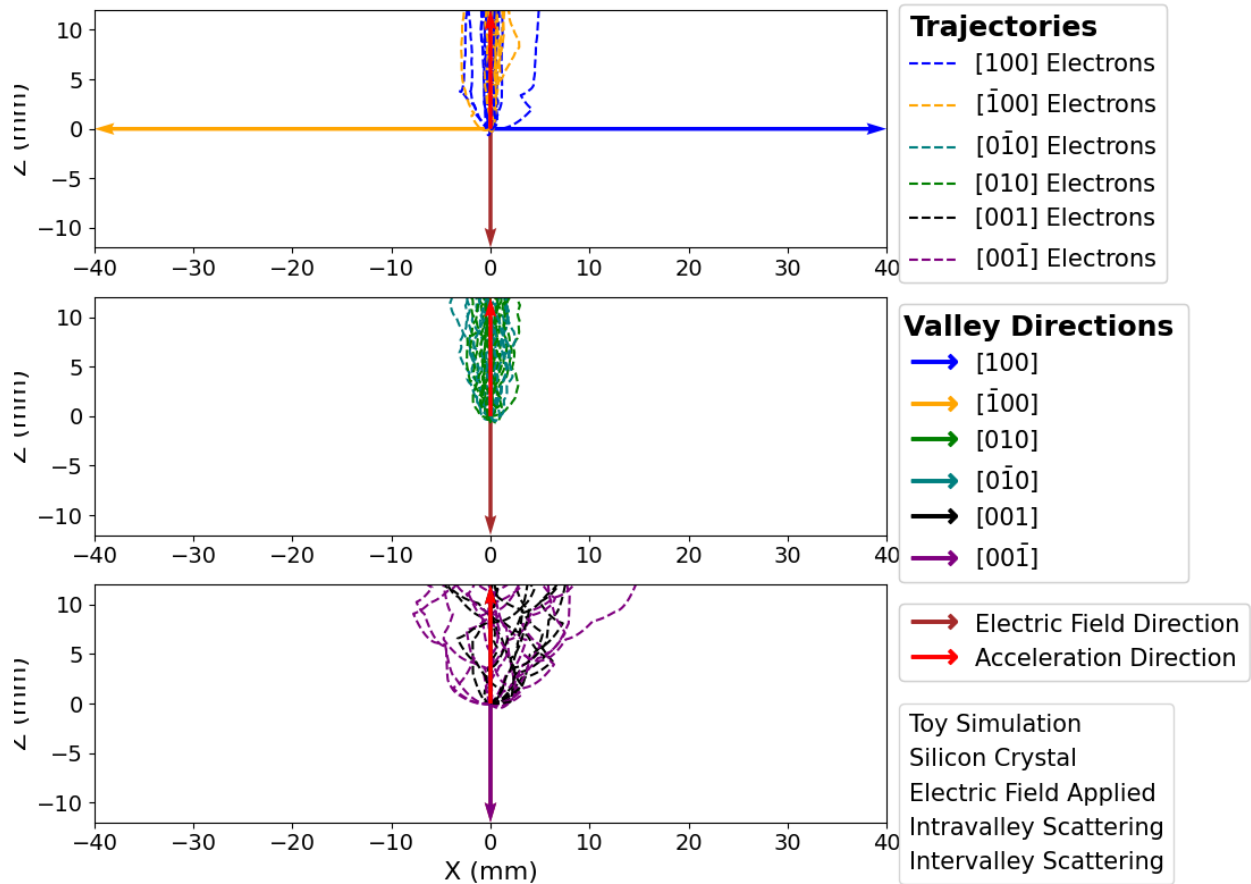 10
5
0
−5
−10
Z (mm)
−40 −30 −20 −10 0 10 20 30 40
10
5
0
−5
−10
Z (mm)
−40 −30 −20 −10 0 10 20 30 40
10
5
0
−5
−10
Z (mm)
−40 −30 −20 −10 0 10 20 30 40
X (mm)
Trajectories
[100] Electrons
[1̄00] Electrons
[01̄0] Electrons
[010] Electrons
[001] Electrons
[001̄] Electrons
Valley Directions
[100]
[1̄00]
[010]
[01̄0]
[001]
[001̄]
Electric Field Direction
Acceleration Direction
Toy Simulation
Silicon Crystal
Electric Field Applied
Intravalley Scattering
Intervalley Scattering